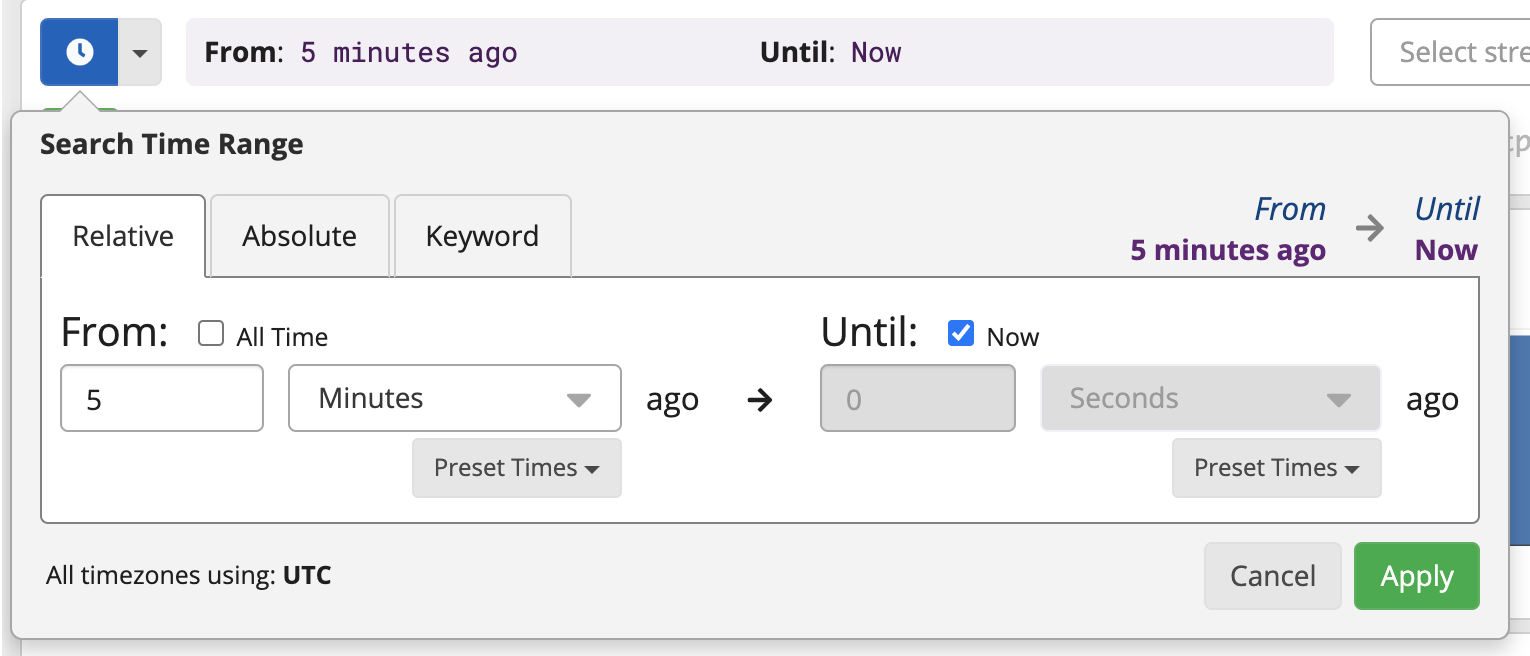 From: 5 minutes ago Until: Now Select stre
Search Time Range
Relative Absolute Keyword
From Until
5 minutes ago Now
From: All Time Until: Now
5 Minutes ago 0 Seconds ago
Preset Times Preset Times
All timezones using: UTC Cancel Apply